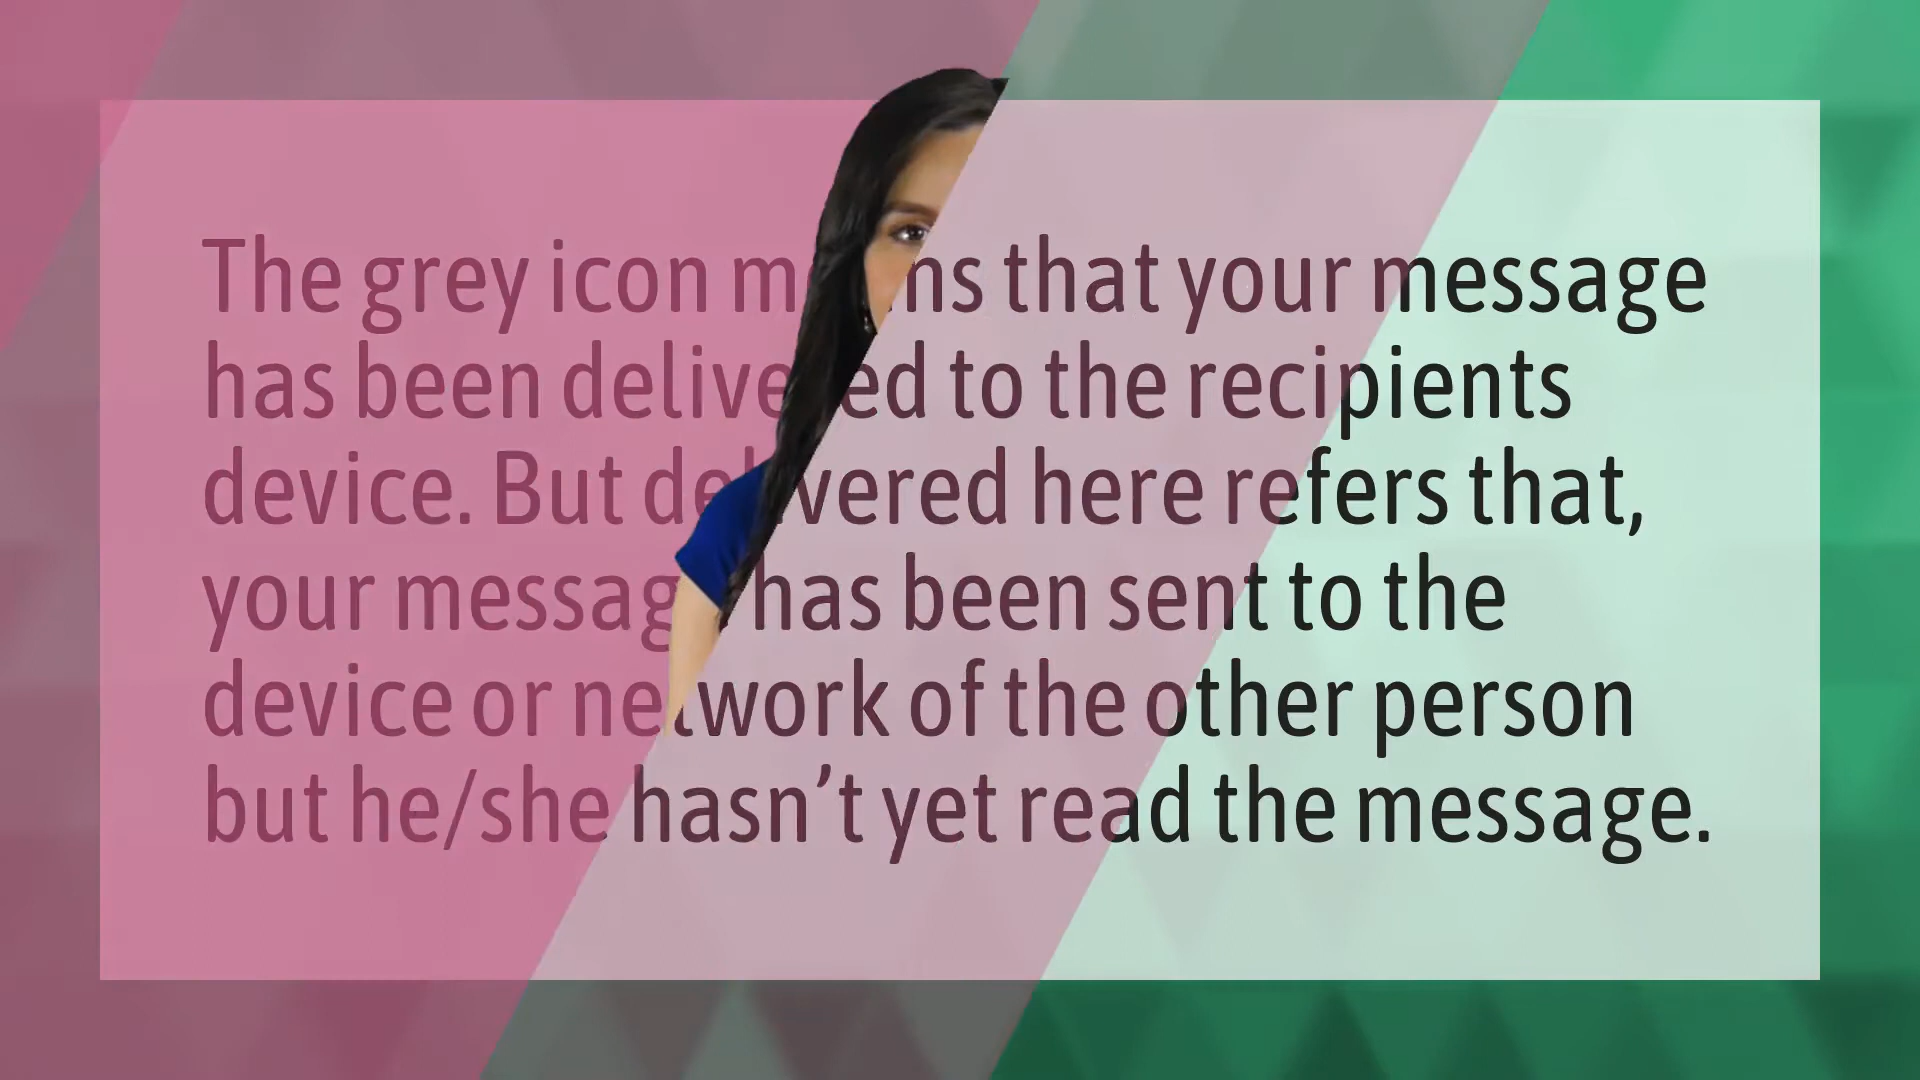 The grey icon means that your message
has been delivered to the recipients
device. But delivered here refers that,
your message has been sent to the
device or network of the other person
but he/she hasn’t yet read the message.